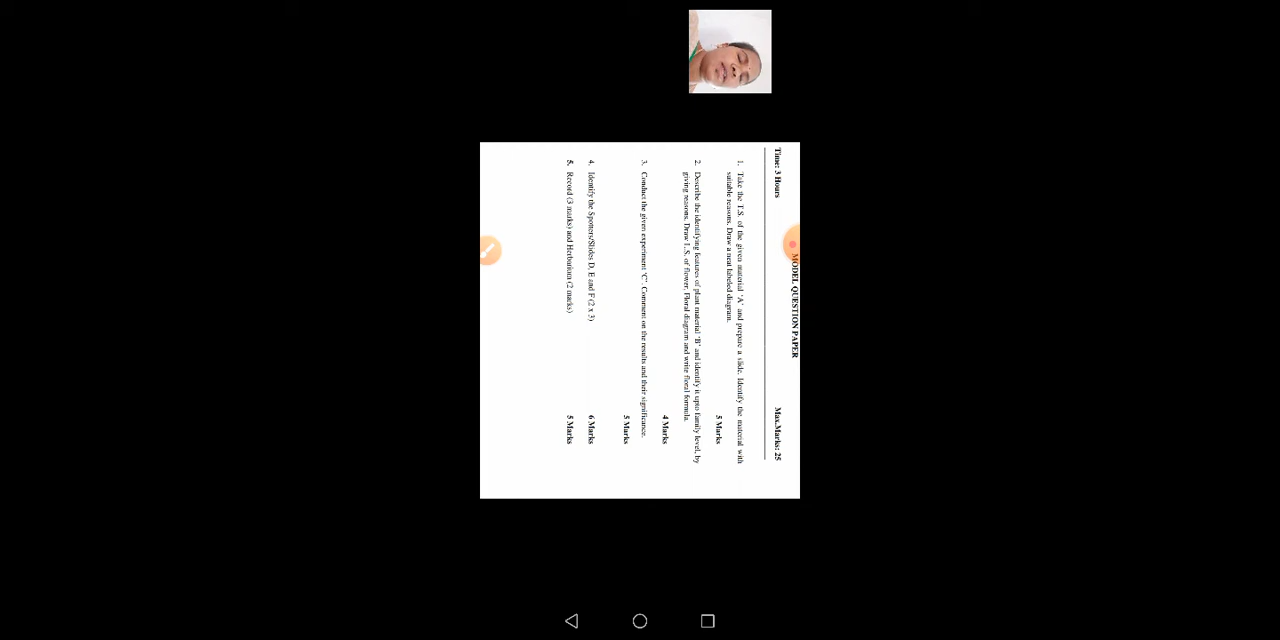 MODEL QUESTION PAPER
Time: 3 Hours Max.Marks: 25
1. Take the T.S. of the given material 'A' and prepare a slide. Identify the material with
suitable reasons. Draw a neat labeled diagram.
5 Marks
2. Describe the identifying features of plant material 'B' and identify it upto family level, by
giving reasons. Draw L.S. of flower, Floral diagram and write floral formula.
4 Marks
3. Conduct the given experiment 'C'. Comment on the results and their significance.
5 Marks
4. Identify the Spotters/Slides D, E and F (2 x 3)
6 Marks
5. Record (3 marks) and Herbarium (2 marks)
5 Marks